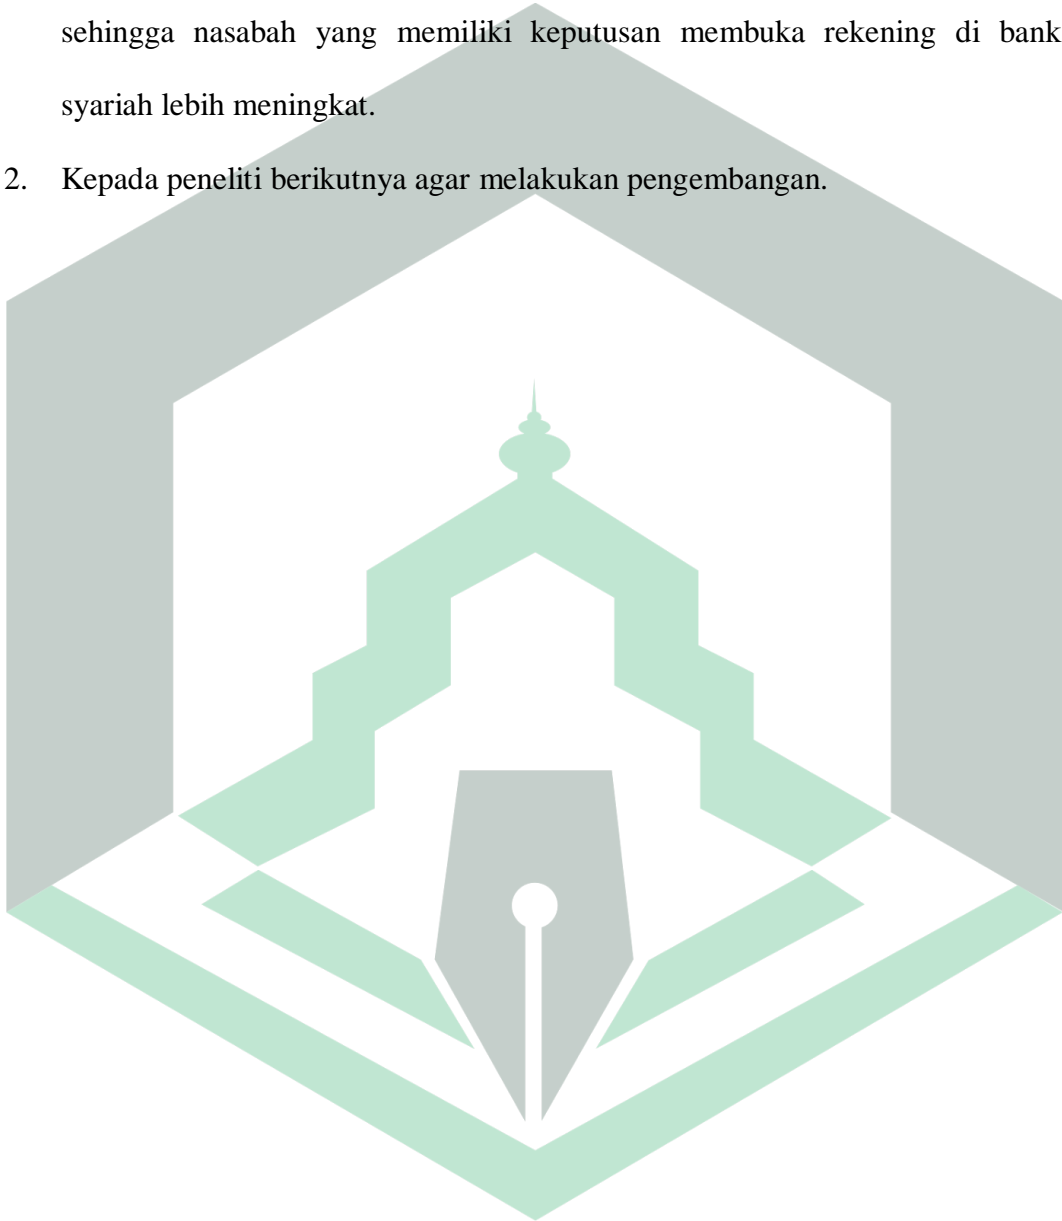 sehingga nasabah yang memiliki keputusan membuka rekening di bank
syariah lebih meningkat.
2. Kepada peneliti berikutnya agar melakukan pengembangan.